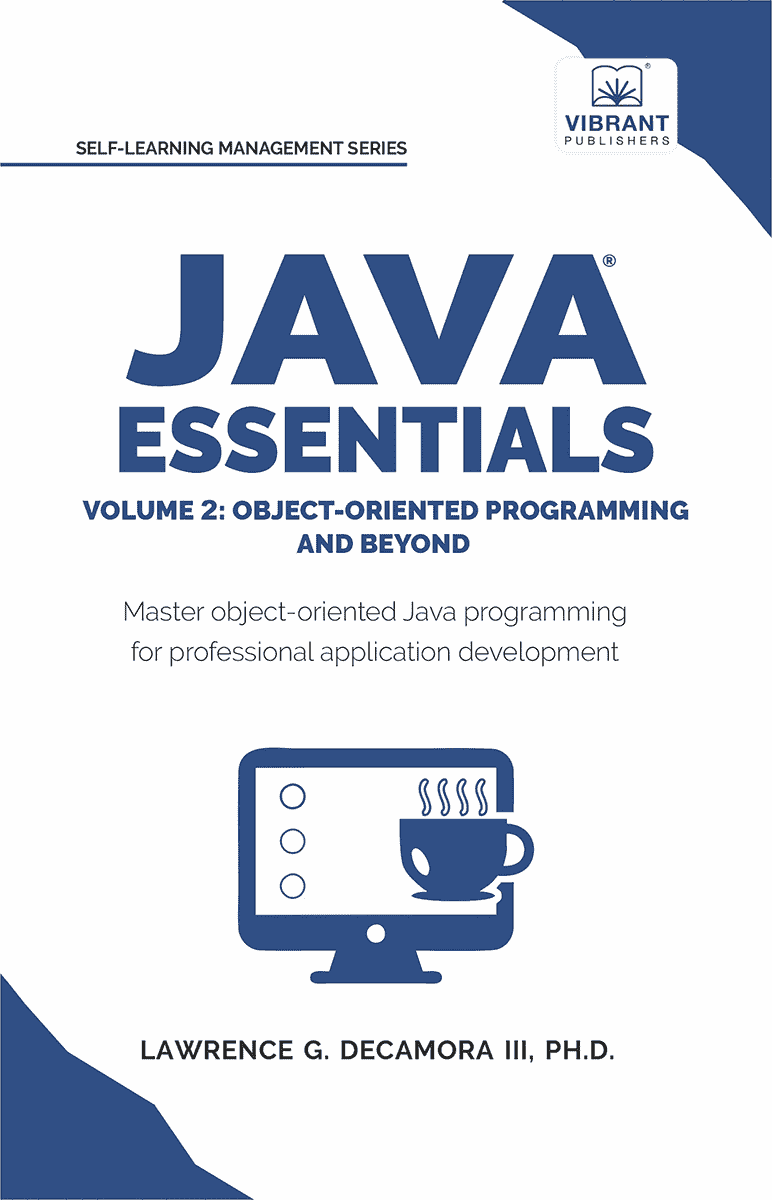 VIBRANT®
PUBLISHERS
SELF-LEARNING MANAGEMENT SERIES
JAVA®
ESSENTIALS
VOLUME 2: OBJECT-ORIENTED PROGRAMMING
AND BEYOND
Master object-oriented Java programming
for professional application development
LAWRENCE G. DECAMORA III, PH.D.